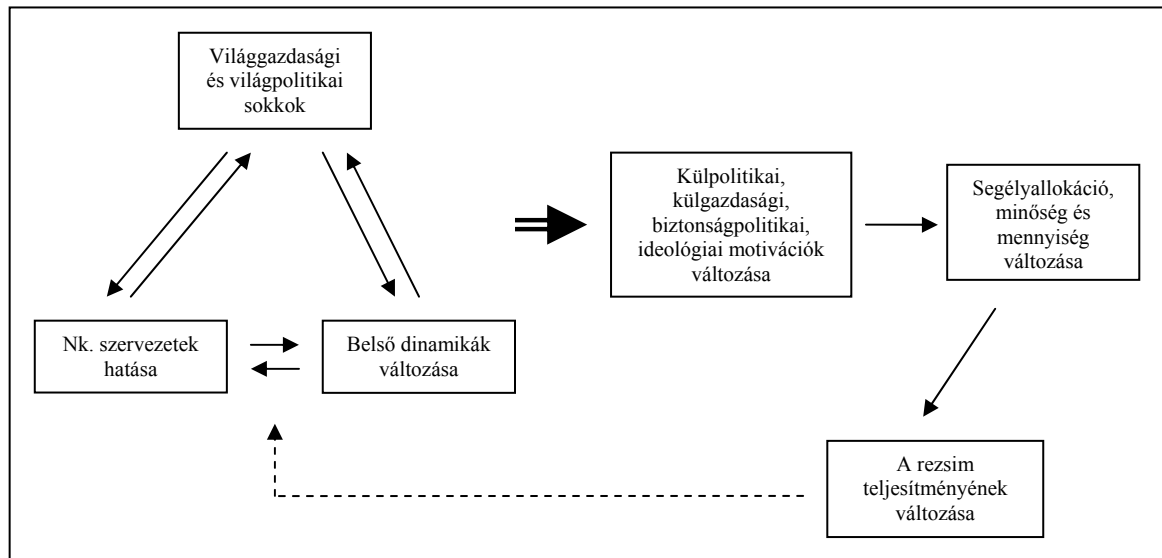 Világgazdasági
és világpolitikai
sokkok
Külpolitikai,
külgazdasági,
biztonságpolitikai,
ideológiai motivációk
változása
Segélyallokáció,
minőség és
mennyiség
változása
Nk. szervezetek
hatása
Belső dinamikák
változása
A rezsim
teljesítményének
változása